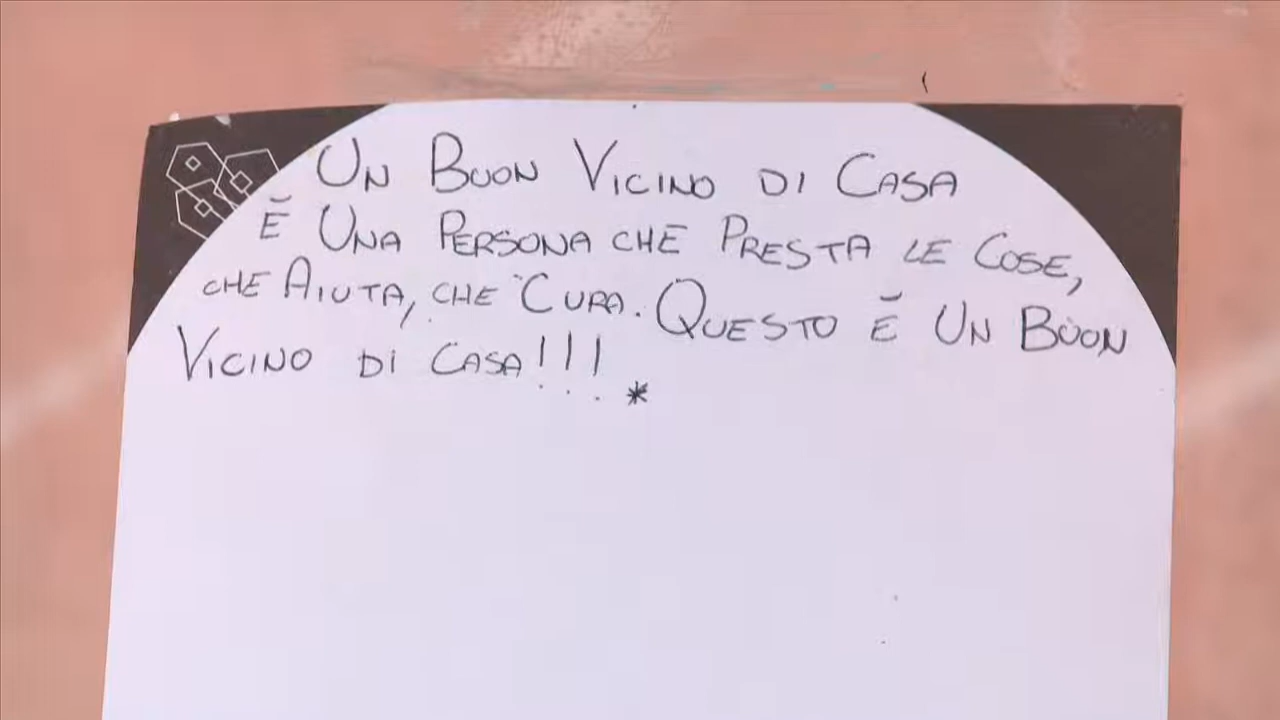 UN BUON VICINO DI CASA
È UNA PERSONA CHE PRESTA LE COSE,
CHE AIUTA, CHE CURA. QUESTO È UN BUON
VICINO DI CASA!!! *